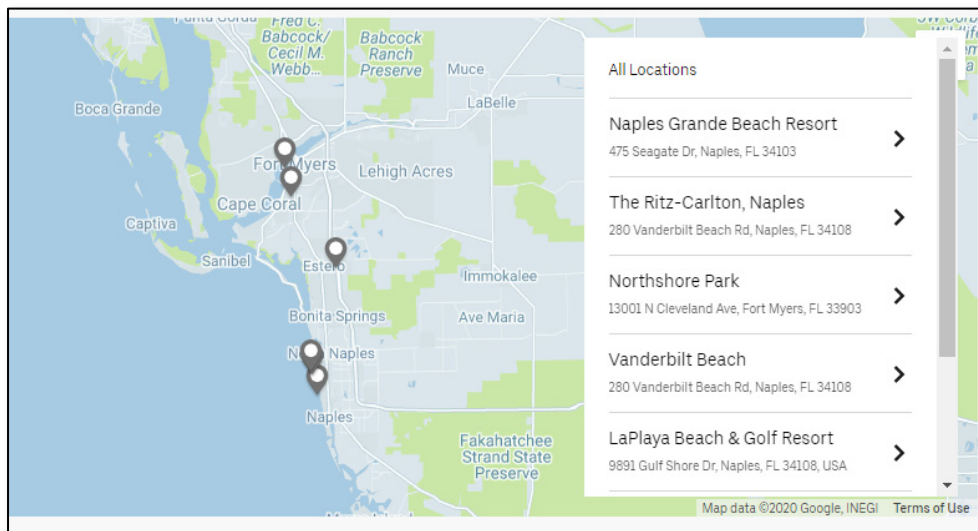 Fred C.
Babcock/
Cecil M.
Webb...
Babcock
Ranch
Preserve
Muce
LaBelle
Boca Grande
Fort Myers
Lehigh Acres
Cape Coral
Captiva
Sanibel
Estero
Immokalee
Bonita Springs
Ave Maria
Naples
Naples
Fakahatchee
Strand State
Preserve
All Locations
Naples Grande Beach Resort
475 Seagate Dr, Naples, FL 34103
The Ritz-Carlton, Naples
280 Vanderbilt Beach Rd, Naples, FL 34108
Northshore Park
13001 N Cleveland Ave, Fort Myers, FL 33903
Vanderbilt Beach
280 Vanderbilt Beach Rd, Naples, FL 34108
LaPlaya Beach & Golf Resort
9891 Gulf Shore Dr, Naples, FL 34108, USA
Map data ©2020 Google, INEGI Terms of Use